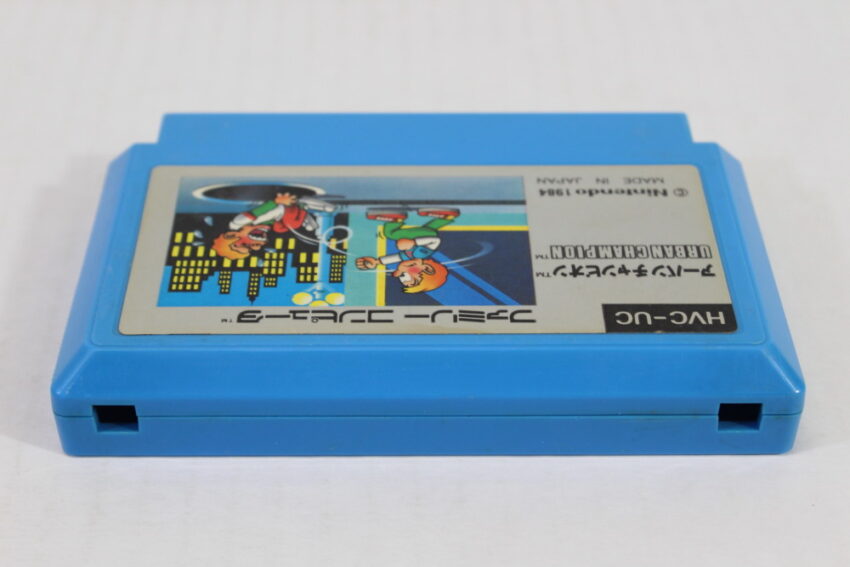 HVC-UC
ファミリー コンピュータ™
アーバンチャンピオン™
URBAN CHAMPION™
© Nintendo 1984
MADE IN JAPAN